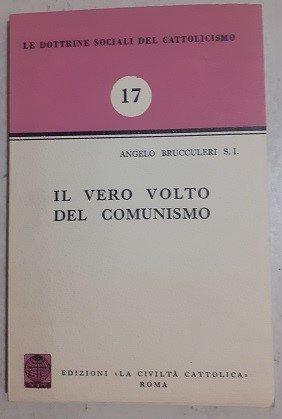 LE DOTTRINE SOCIALI DEL CATTOLICISMO
17
ANGELO BRUCCULERI S. I.
IL VERO VOLTO
DEL COMUNISMO
EDIZIONI «LA CIVILTÀ CATTOLICA»
ROMA